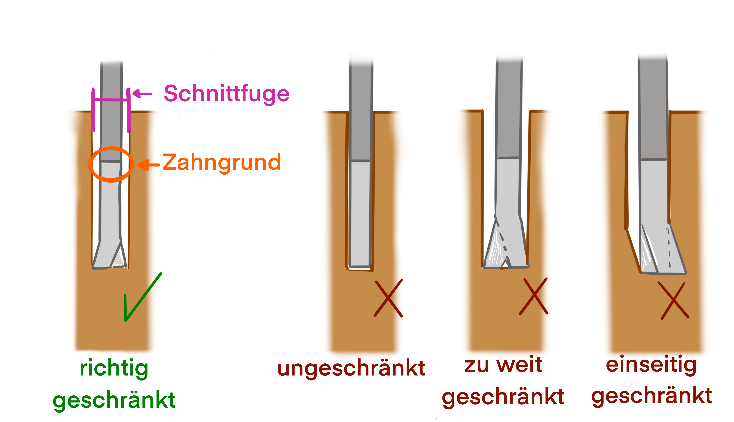 Schnittfuge
Zahngrund
richtig
geschränkt
ungeschränkt
zu weit
geschränkt
einseitig
geschränkt